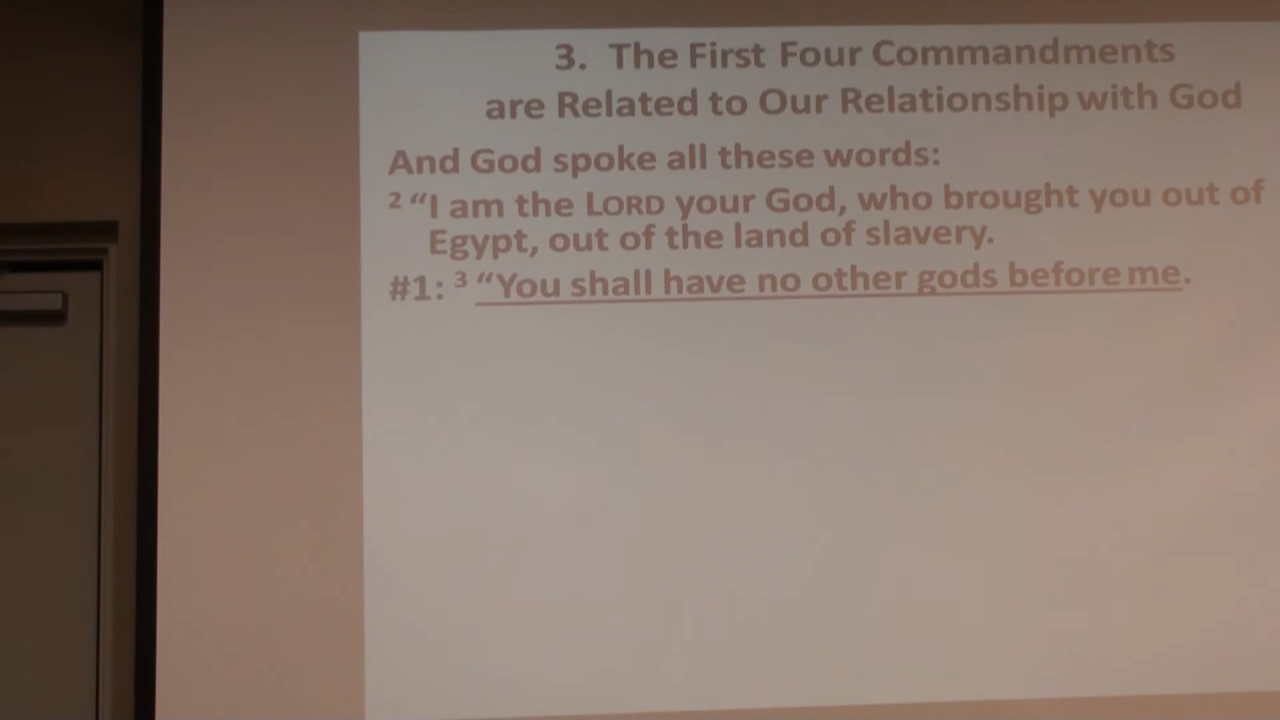 3. The First Four Commandments
are Related to Our Relationship with God
And God spoke all these words:
2 “I am the LORD your God, who brought you out of
Egypt, out of the land of slavery.
#1: 3 “You shall have no other gods before me.